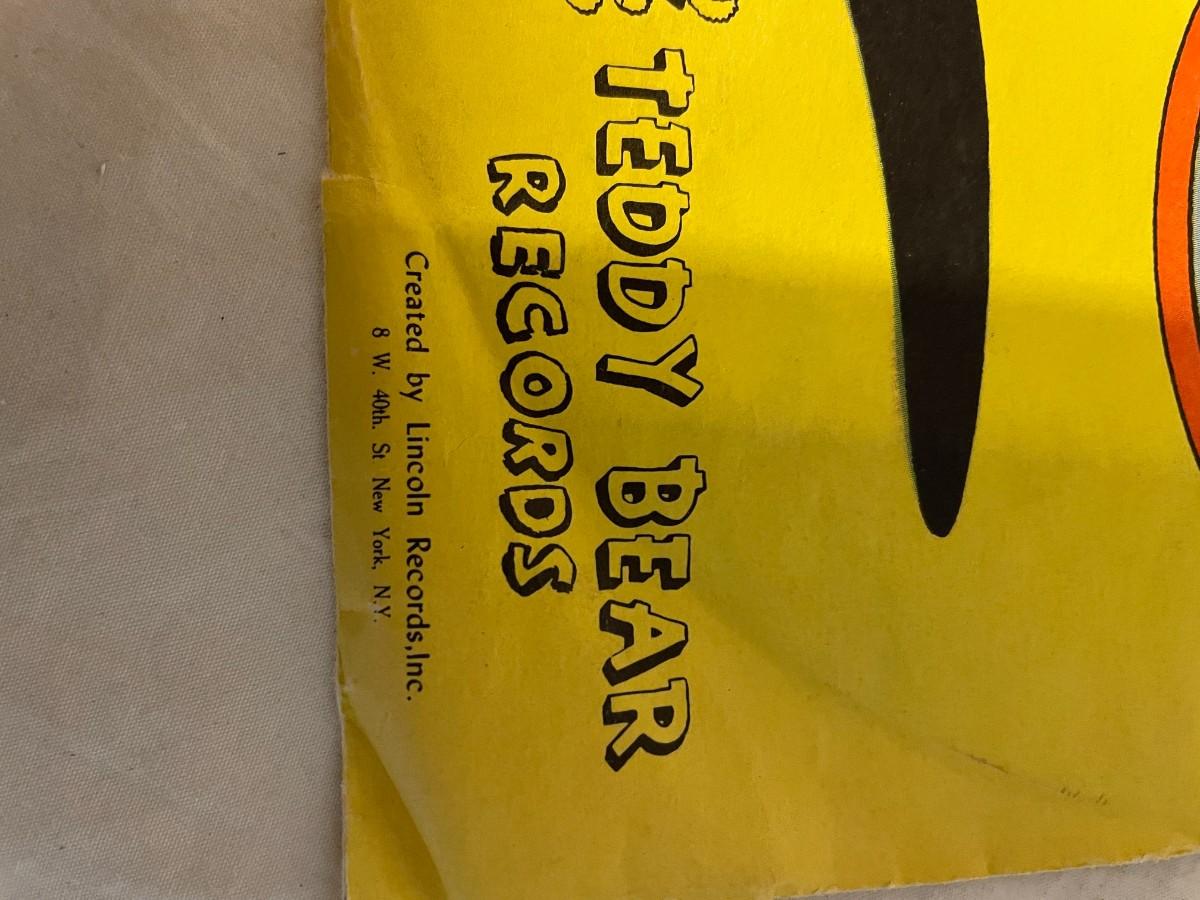 TEDDY BEAR
RECORDS
Created by Lincoln Records,Inc.
8 W. 40th. St New York, N.Y.